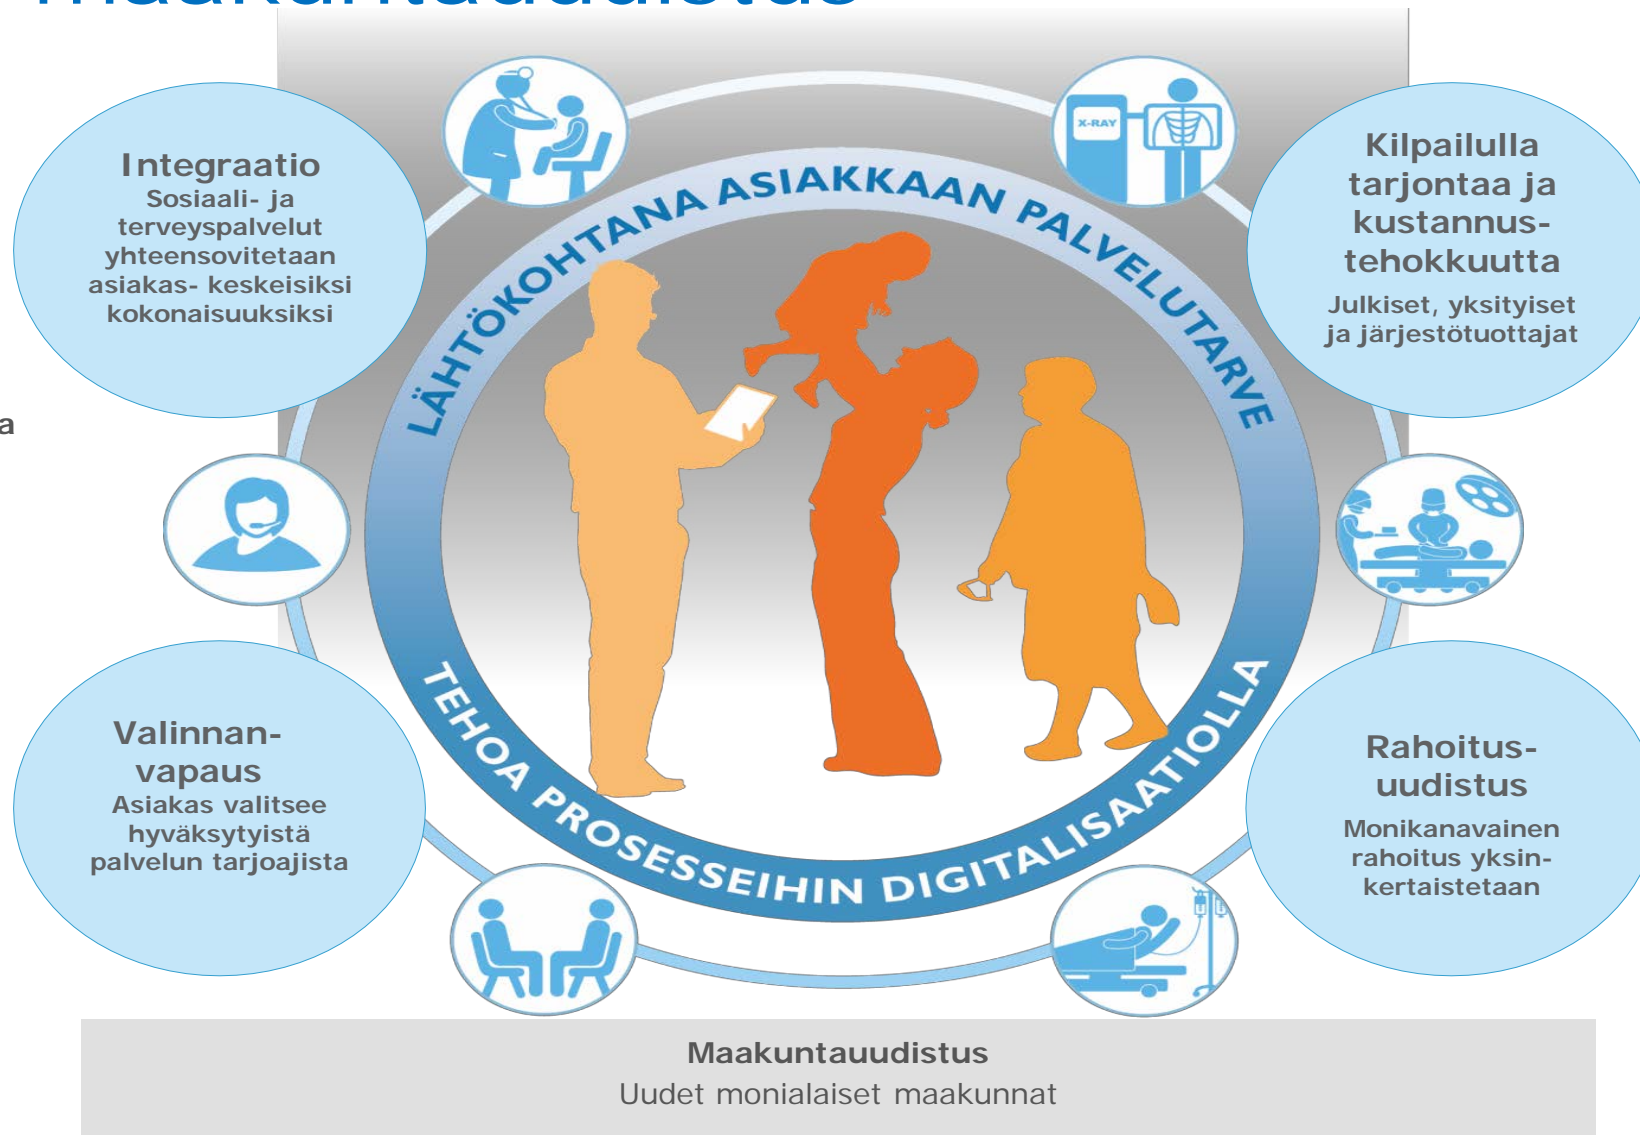 maakuntauudistus
Integraatio
Sosiaali- ja
terveyspalvelut
yhteensovitetaan
asiakas- keskeisiksi
kokonaisuuksiksi
X-RAY
Kilpailulla
tarjontaa ja
kustannus-
tehokkuutta
Julkiset, yksityiset
ja järjestötuottajat
LÄHTÖKOHTANA ASIAKKAAN PALVELUTARVE
a
TEHOA PROSESSEIHIN DIGITALISAATIOLLA
Valinnan-
vapaus
Asiakas valitsee
hyväksytyistä
palvelun tarjoajista
Rahoitus-
uudistus
Monikanavainen
rahoitus yksin-
kertaistetaan
Maakuntauudistus
Uudet monialaiset maakunnat